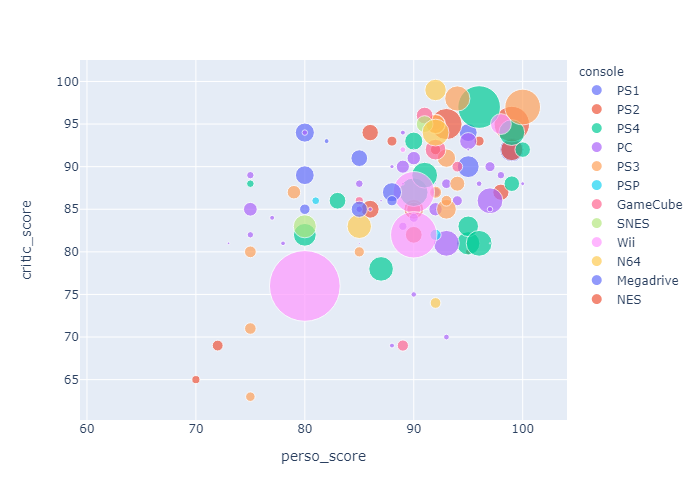 console
PS1
PS2
PS4
PC
PS3
PSP
GameCube
SNES
Wii
N64
Megadrive
NES
critic_score
100
95
90
85
80
75
70
65
60
70
80
90
100
perso_score